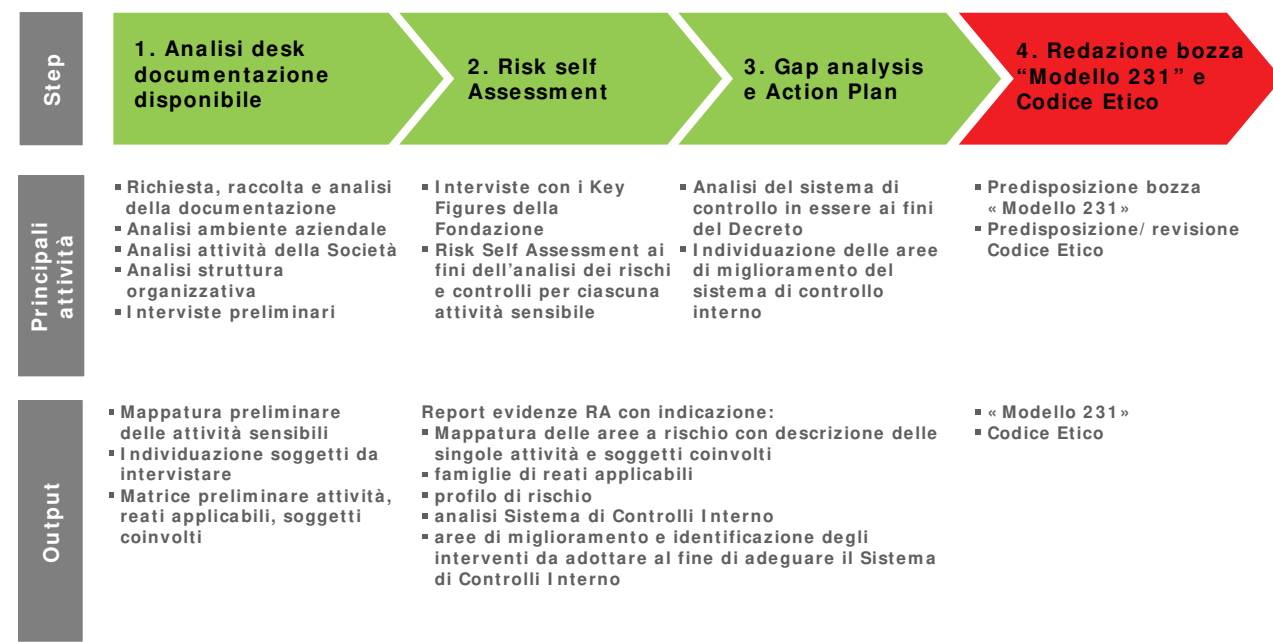 Step
1. Analisi desk
documentazione
disponibile
2. Risk self
Assessment
3. Gap analysis
e Action Plan
4. Redazione bozza
“Modello 231” e
Codice Etico
Principali
attività
▪ Richiesta, raccolta e analisi
della documentazione
▪ Analisi ambiente aziendale
▪ Analisi attività della Società
▪ Analisi struttura
organizzativa
▪ Interviste preliminari
▪ Interviste con i Key
Figures della
Fondazione
▪ Risk Self Assessment ai
fini dell’analisi dei rischi
e controlli per ciascuna
attività sensibile
▪ Analisi del sistema di
controllo in essere ai fini
del Decreto
▪ Individuazione delle aree
di miglioramento del
sistema di controllo
interno
▪ Predisposizione bozza
«Modello 231»
▪ Predisposizione/ revisione
Codice Etico
Output
▪ Mappatura preliminare
delle attività sensibili
▪ Individuazione soggetti da
intervistare
▪ Matrice preliminare attività,
reati applicabili, soggetti
coinvolti
Report evidenze RA con indicazione:
▪ Mappatura delle aree a rischio con descrizione delle
singole attività e soggetti coinvolti
▪ famiglie di reati applicabili
▪ profilo di rischio
▪ analisi Sistema di Controlli Interno
▪ aree di miglioramento e identificazione degli
interventi da adottare al fine di adeguare il Sistema
di Controlli Interno
▪ «Modello 231»
▪ Codice Etico